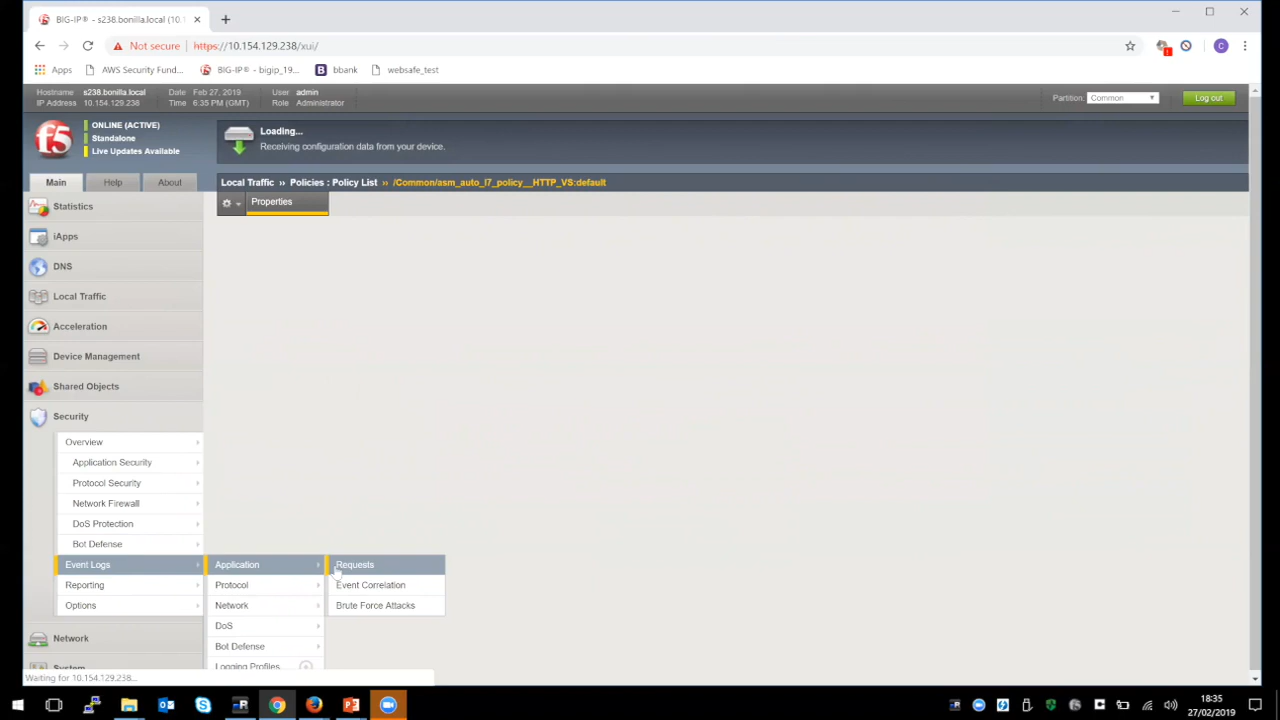 BIG-IP® - s238.bonilla.local (10.1
Not secure
https://10.154.129.238/xui/
Apps
AWS Security Fund...
BIG-IP® - bigip_19...
bbank
websafe_test
Hostname s238.bonilla.local
IP Address 10.154.129.238
Date Feb 27, 2019
Time 6:35 PM (GMT)
User admin
Role Administrator
Partition: Common
Log out
f5
ONLINE (ACTIVE)
Standalone
Live Updates Available
Loading...
Receiving configuration data from your device.
Main
Help
About
Local Traffic ›› Policies : Policy List ›› /Common/asm_auto_l7_policy__HTTP_VS:default
Properties
Statistics
iApps
DNS
Local Traffic
Acceleration
Device Management
Shared Objects
Security
Overview
Application Security
Protocol Security
Network Firewall
DoS Protection
Bot Defense
Event Logs
Reporting
Options
Application
Protocol
Network
DoS
Bot Defense
Logging Profiles
Requests
Event Correlation
Brute Force Attacks
Network
System
Waiting for 10.154.129.238...
18:35
27/02/2019